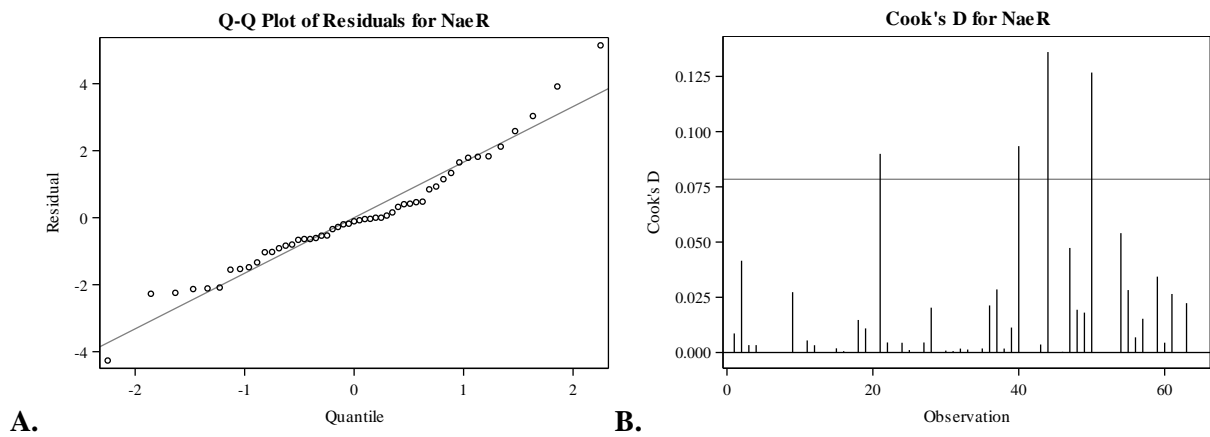 Q-Q Plot of Residuals for NaeR
4
2
0
-2
-4
Residual
-2 -1 0 1 2
Quantile
A.
Cook's D for NaeR
0.125
0.100
0.075
0.050
0.025
0.000
Cook's D
0 20 40 60
Observation
B.